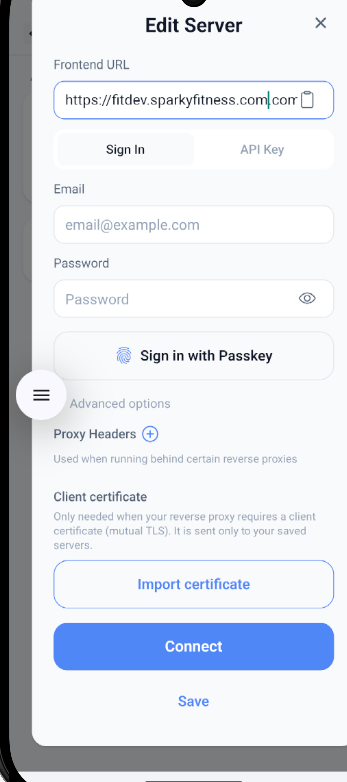 Edit Server
Frontend URL
https://fitdev.sparkyfitness.com.com
Sign In
API Key
Email
email@example.com
Password
Password
Sign in with Passkey
Advanced options
Proxy Headers
Used when running behind certain reverse proxies
Client certificate
Only needed when your reverse proxy requires a client
certificate (mutual TLS). It is sent only to your saved
servers.
Import certificate
Connect
Save